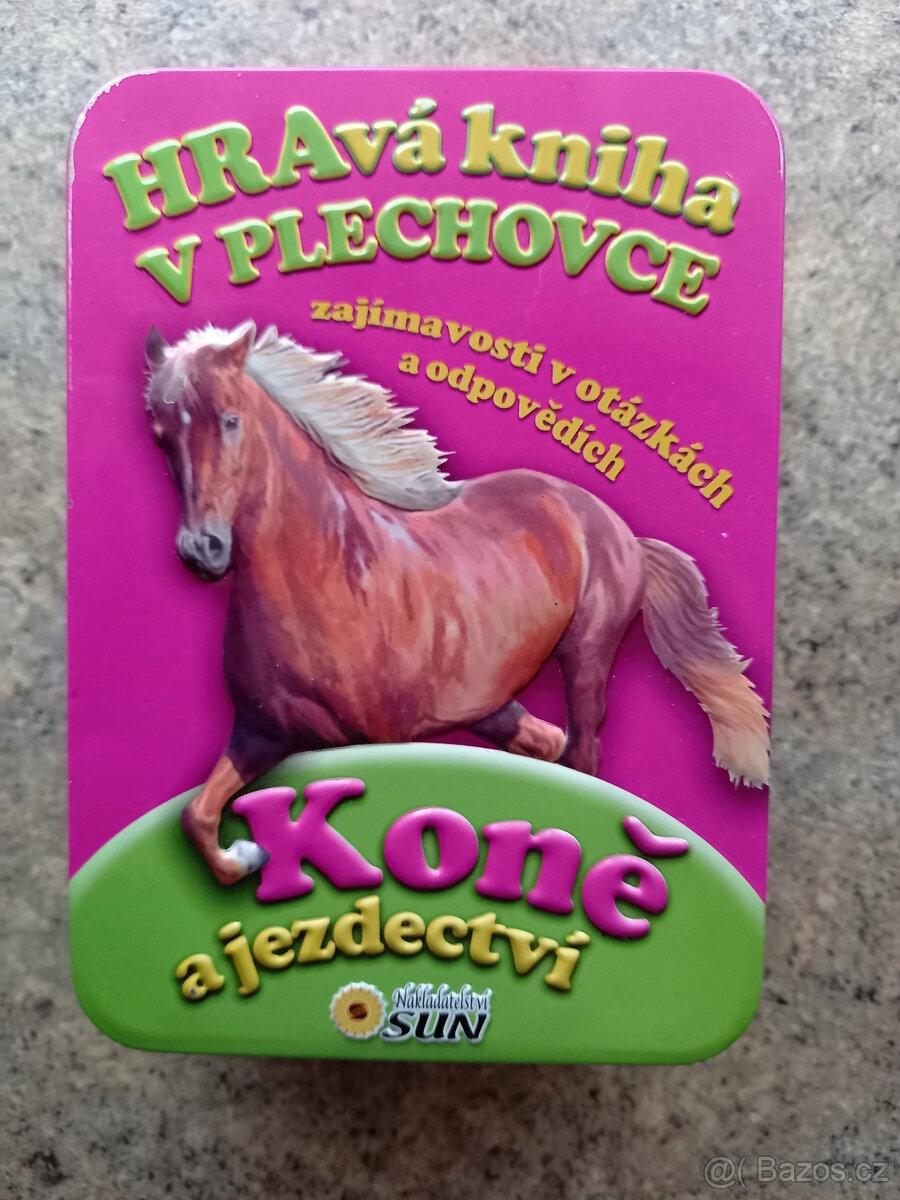 HRAvá kniha
V PLECHOVCE
zajímavosti v otázkách
a odpovědích
Koně
a jezdectví
Nakladatelství
SUN
@( Bazos.cz